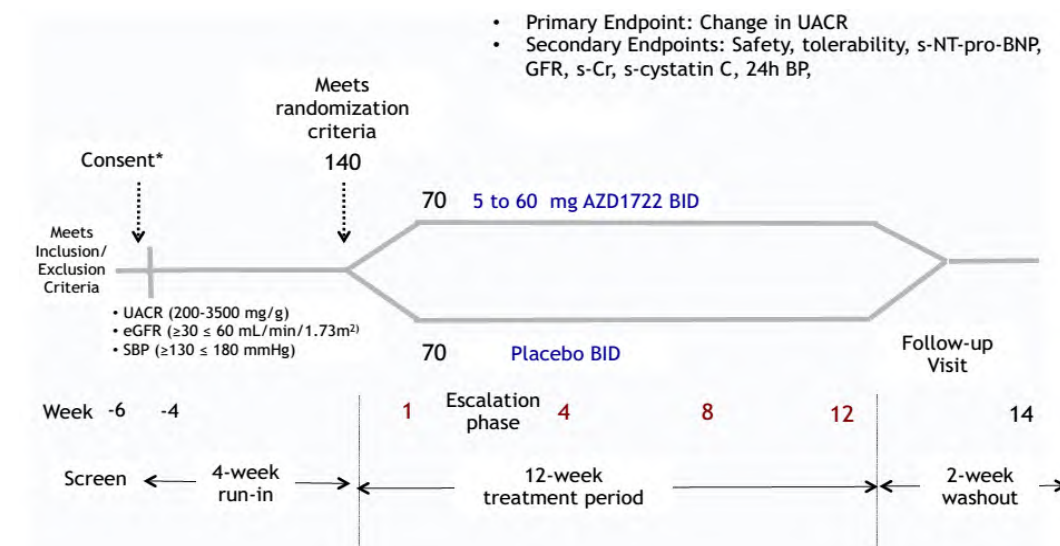 • Primary Endpoint: Change in UACR
• Secondary Endpoints: Safety, tolerability, s-NT-pro-BNP,
GFR, s-Cr, s-cystatin C, 24h BP,
Meets
randomization
criteria
140
Consent*
70 5 to 60 mg AZD1722 BID
Meets
Inclusion/
Exclusion
Criteria
• UACR (200-3500 mg/g)
• eGFR (≥30 ≤ 60 mL/min/1.73m²⁾
• SBP (≥130 ≤ 180 mmHg)
70 Placebo BID
Follow-up
Visit
Week -6 -4 1 Escalation
phase 4 8 12 14
Screen 4-week
run-in
12-week
treatment period
2-week
washout